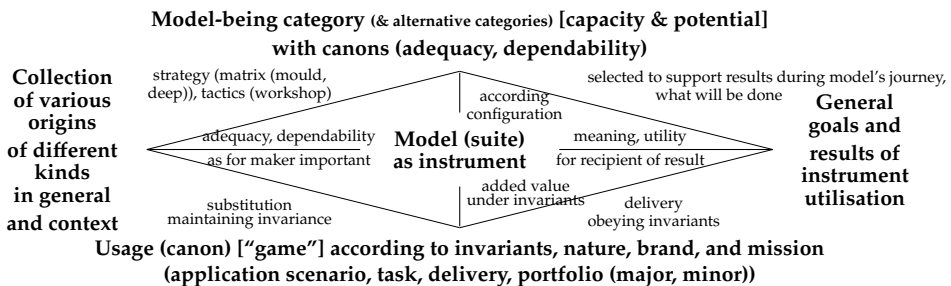 Model-being category (& alternative categories) [capacity & potential]
with canons (adequacy, dependability)
Collection
of various
origins
of different
kinds
in general
and context
strategy (matrix (mould,
deep)), tactics (workshop)
according
configuration
selected to support results during model's journey,
what will be done
General
goals and
results of
instrument
utilisation
adequacy, dependability
as for maker important
Model (suite)
as instrument
meaning, utility
for recipient of result
substitution
maintaining invariance
added value
under invariants
delivery
obeying invariants
Usage (canon) ["game"] according to invariants, nature, brand, and mission
(application scenario, task, delivery, portfolio (major, minor))